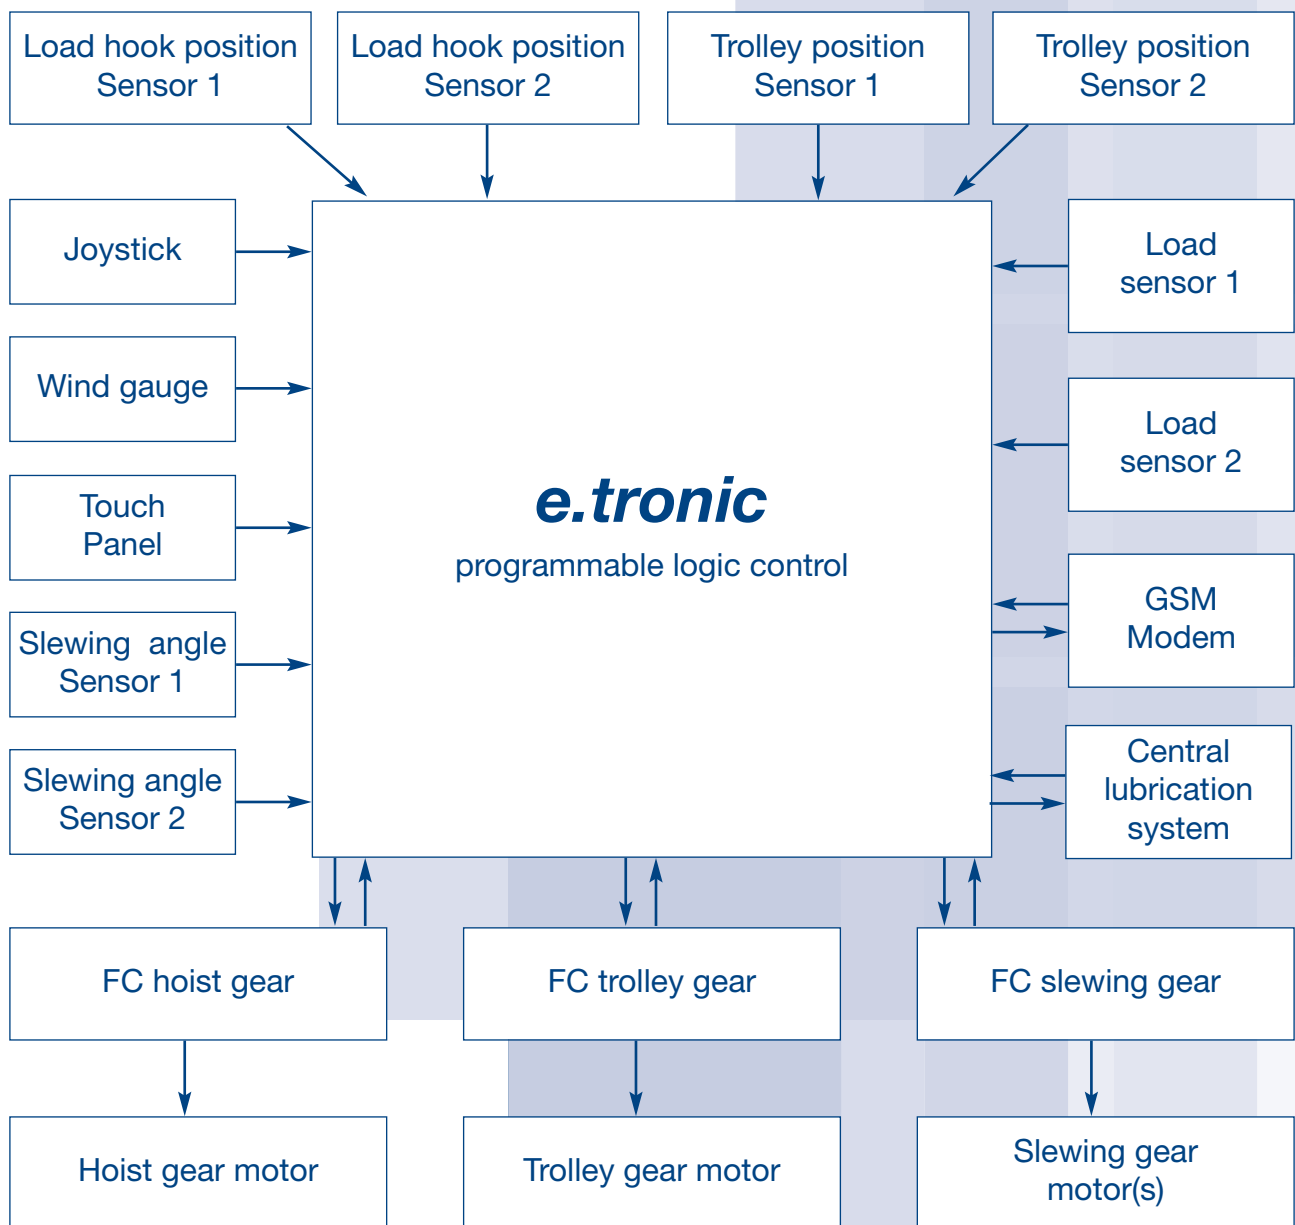 Load hook position
Sensor 1
Load hook position
Sensor 2
Trolley position
Sensor 1
Trolley position
Sensor 2
Joystick
Wind gauge
Touch
Panel
Slewing angle
Sensor 1
Slewing angle
Sensor 2
e.tronic
programmable logic control
Load
sensor 1
Load
sensor 2
GSM
Modem
Central
lubrication
system
FC hoist gear
FC trolley gear
FC slewing gear
Hoist gear motor
Trolley gear motor
Slewing gear
motor(s)